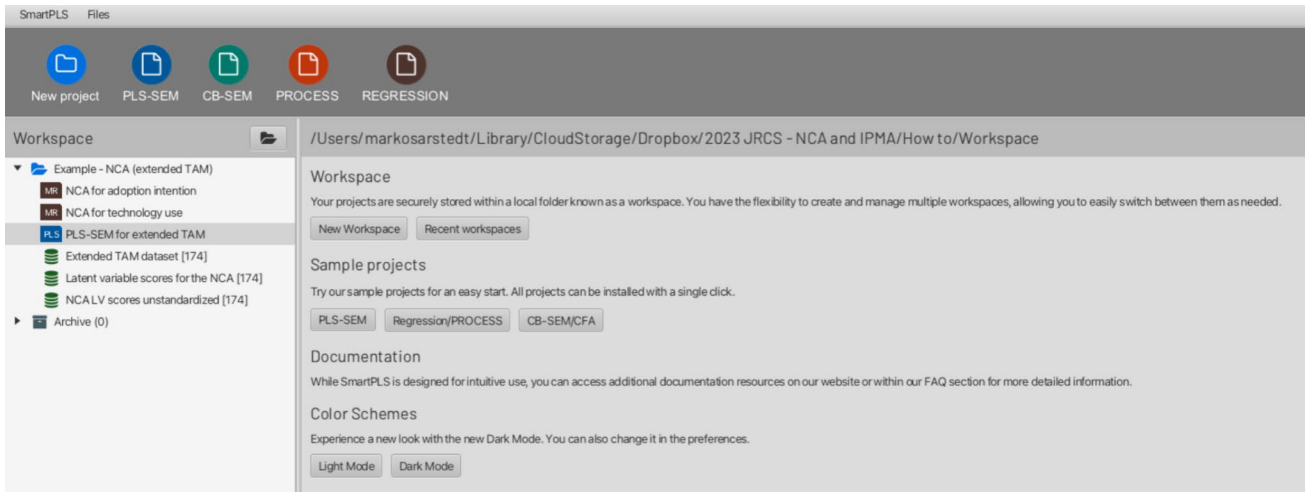 SmartPLS Files
New project PLS-SEM CB-SEM PROCESS REGRESSION
Workspace
Example - NCA (extended TAM)
MR NCA for adoption intention
MR NCA for technology use
PLS PLS-SEM for extended TAM
Extended TAM dataset [174]
Latent variable scores for the NCA [174]
NCA LV scores unstandardized [174]
Archive (0)
/Users/markosarstedt/Library/CloudStorage/Dropbox/2023 JRCS - NCA and IPMA/How to/Workspace
Workspace
Your projects are securely stored within a local folder known as a workspace. You have the flexibility to create and manage multiple workspaces, allowing you to easily switch between them as needed.
New Workspace Recent workspaces
Sample projects
Try our sample projects for an easy start. All projects can be installed with a single click.
PLS-SEM Regression/PROCESS CB-SEM/CFA
Documentation
While SmartPLS is designed for intuitive use, you can access additional documentation resources on our website or within our FAQ section for more detailed information.
Color Schemes
Experience a new look with the new Dark Mode. You can also change it in the preferences.
Light Mode Dark Mode